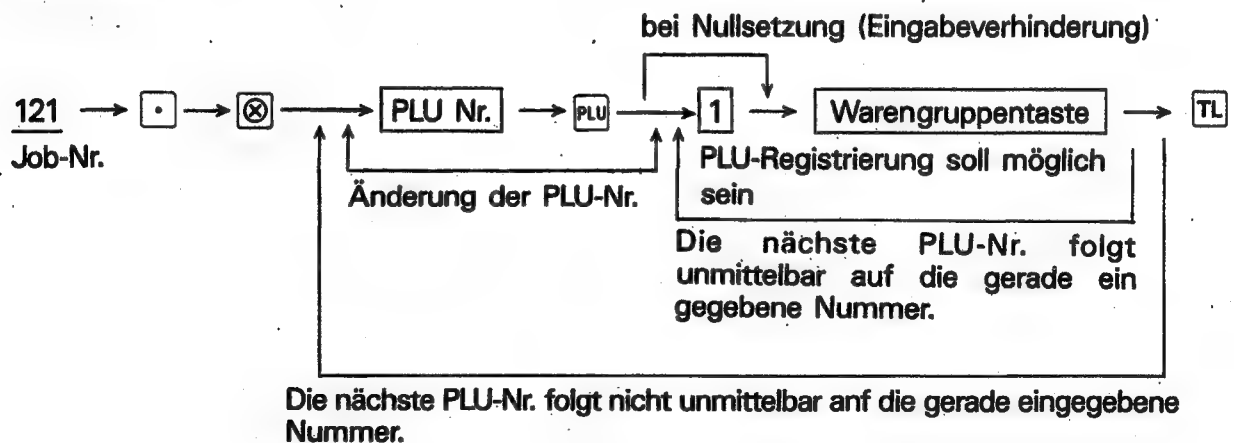 bei Nullsetzung (Eingabeverhinderung)
121 → · → ⊗ → PLU Nr. → PLU → 1 → Warengruppentaste → TL
Job-Nr.
Änderung der PLU-Nr.
PLU-Registrierung soll möglich
sein
Die nächste PLU-Nr. folgt
unmittelbar auf die gerade ein
gegebene Nummer.
Die nächste PLU-Nr. folgt nicht unmittelbar anf die gerade eingegebene
Nummer.